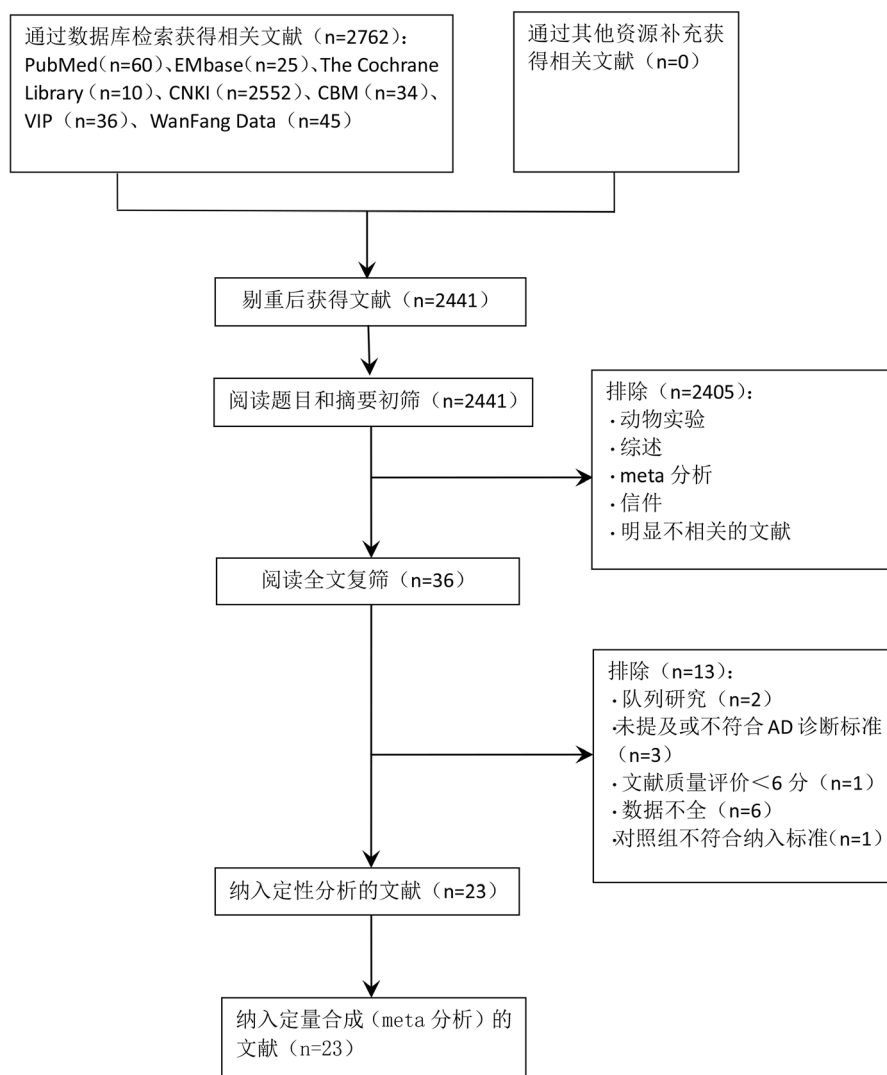 通过数据库检索获得相关文献（n=2762）：
PubMed（n=60）、EMbase（n=25）、The Cochrane
Library（n=10）、CNKI（n=2552）、CBM（n=34）、
VIP （n=36）、 WanFang Data （n=45）
通过其他资源补充获
得相关文献（n=0）
剔重后获得文献（n=2441）
阅读题目和摘要初筛（n=2441）
排除（n=2405）：
·动物实验
·综述
·meta 分析
·信件
·明显不相关的文献
阅读全文复筛（n=36）
排除（n=13）：
·队列研究（n=2）
·未提及或不符合 AD 诊断标准
（n=3）
·文献质量评价＜6 分（n=1）
·数据不全（n=6）
·对照组不符合纳入标准（n=1）
纳入定性分析的文献（n=23）
纳入定量合成（meta 分析）的
文献（n=23）